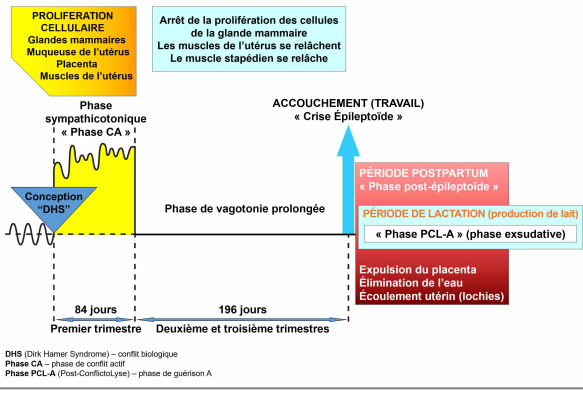 PROLIFERATION
CELLULAIRE
Glandes mammaires
Muqueuse de l'utérus
Placenta
Muscles de l'utérus
Arrêt de la prolifération des cellules
de la glande mammaire
Les muscles de l'utérus se relâchent
Le muscle stapédien se relâche
Phase
sympathicotonique
« Phase CA »
ACCOUCHEMENT (TRAVAIL)
« Crise Épileptoïde »
Conception
"DHS"
Phase de vagotonie prolongée
PÉRIODE POSTPARTUM
« Phase post-épileptoïde »
PÉRIODE DE LACTATION (production de lait)
« Phase PCL-A » (phase exsudative)
Expulsion du placenta
Élimination de l'eau
Écoulement utérin (lochies)
84 jours
196 jours
Premier trimestre
Deuxième et troisième trimestres
DHS (Dirk Hamer Syndrome) – conflit biologique
Phase CA – phase de conflit actif
Phase PCL-A (Post-ConflictoLyse) – phase de guérison A